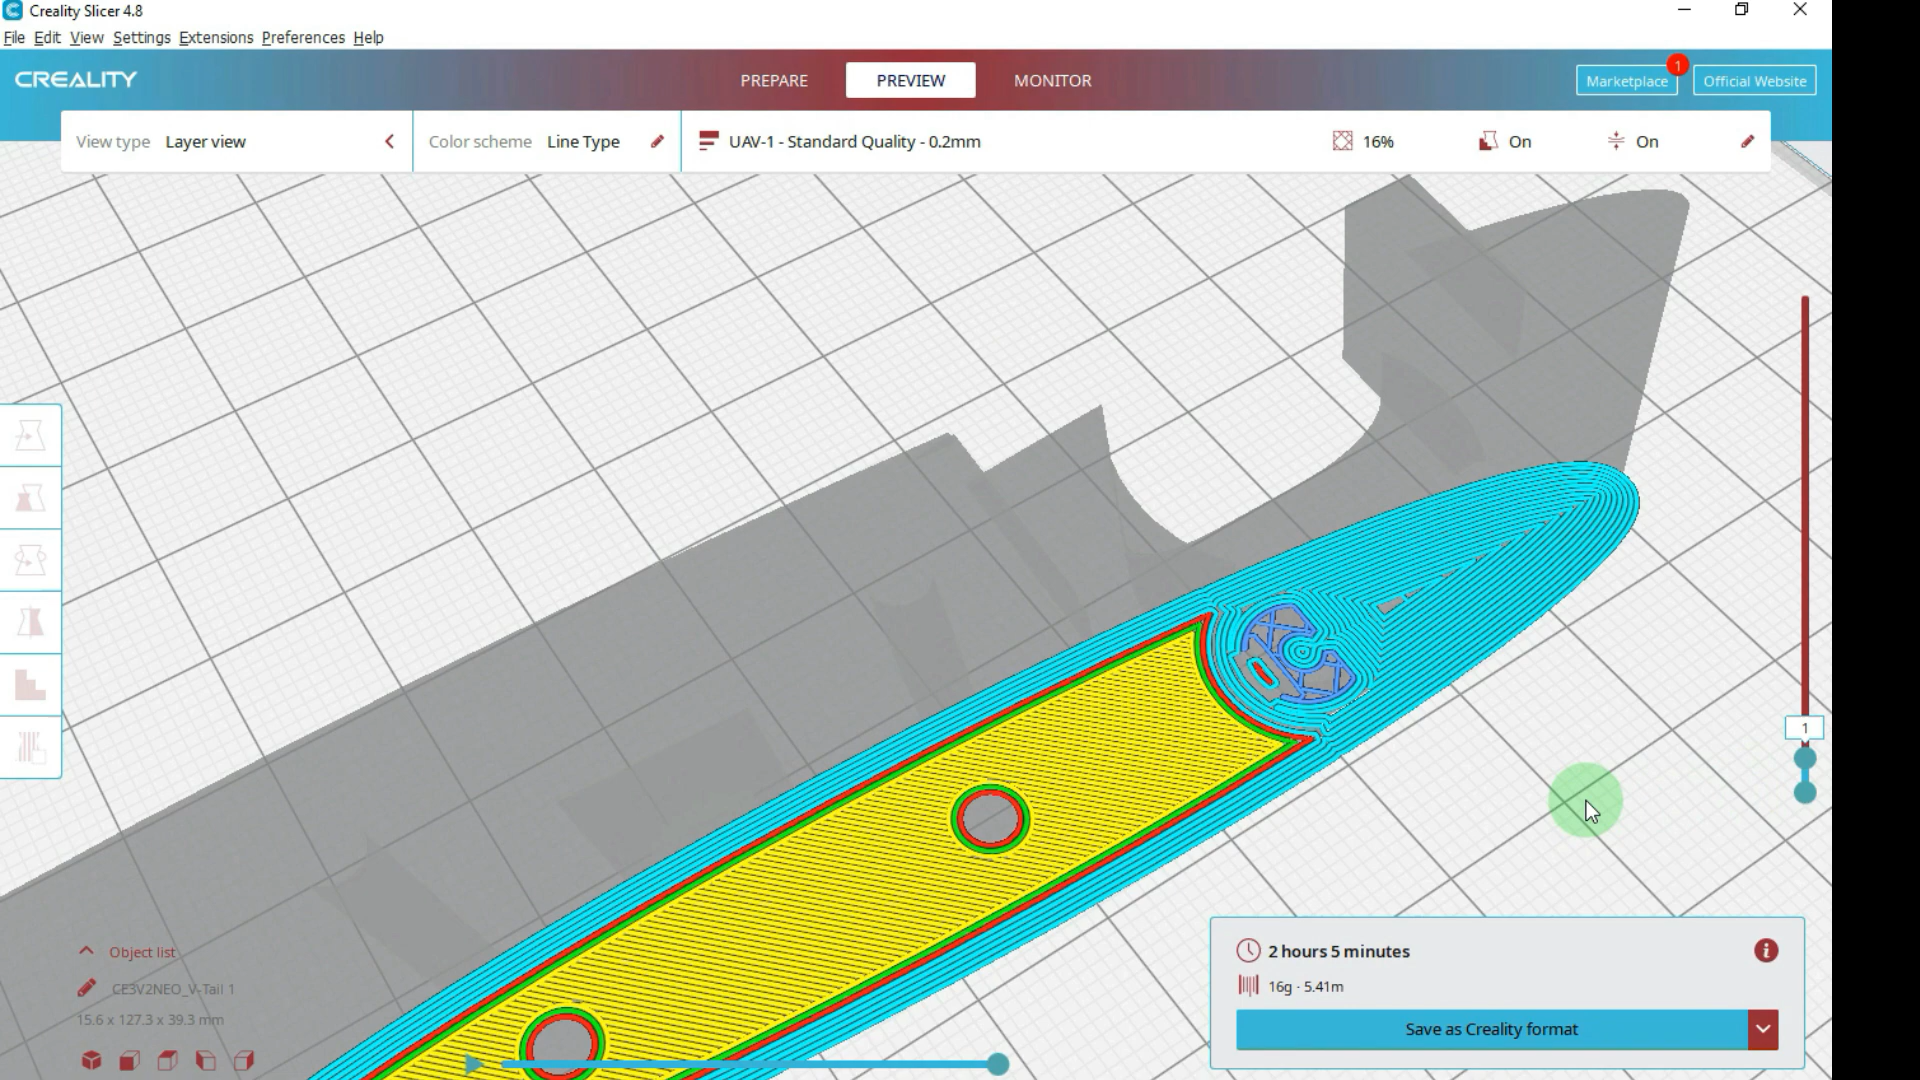 Creality Slicer 4.8
File Edit View Settings Extensions Preferences Help
CREALITY
PREPARE
PREVIEW
MONITOR
Marketplace
1
Official Website
View type Layer view
Color scheme Line Type
UAV-1 - Standard Quality - 0.2mm
16%
On
On
1
Object list
CE3V2NEO_V-Tail 1
15.6 x 127.3 x 39.3 mm
2 hours 5 minutes
16g · 5.41m
Save as Creality format